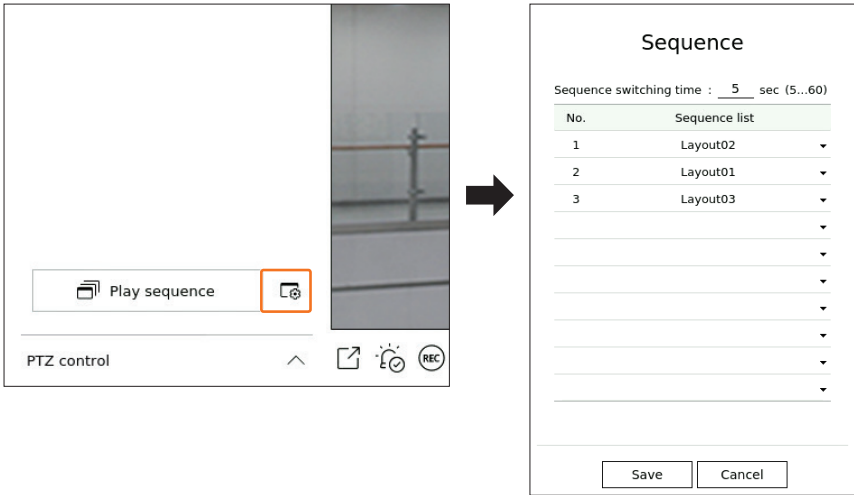 Play sequence
PTZ control
REC
Sequence
Sequence switching time : 5 sec (5...60)
No. Sequence list
1 Layout02
2 Layout01
3 Layout03
Save Cancel